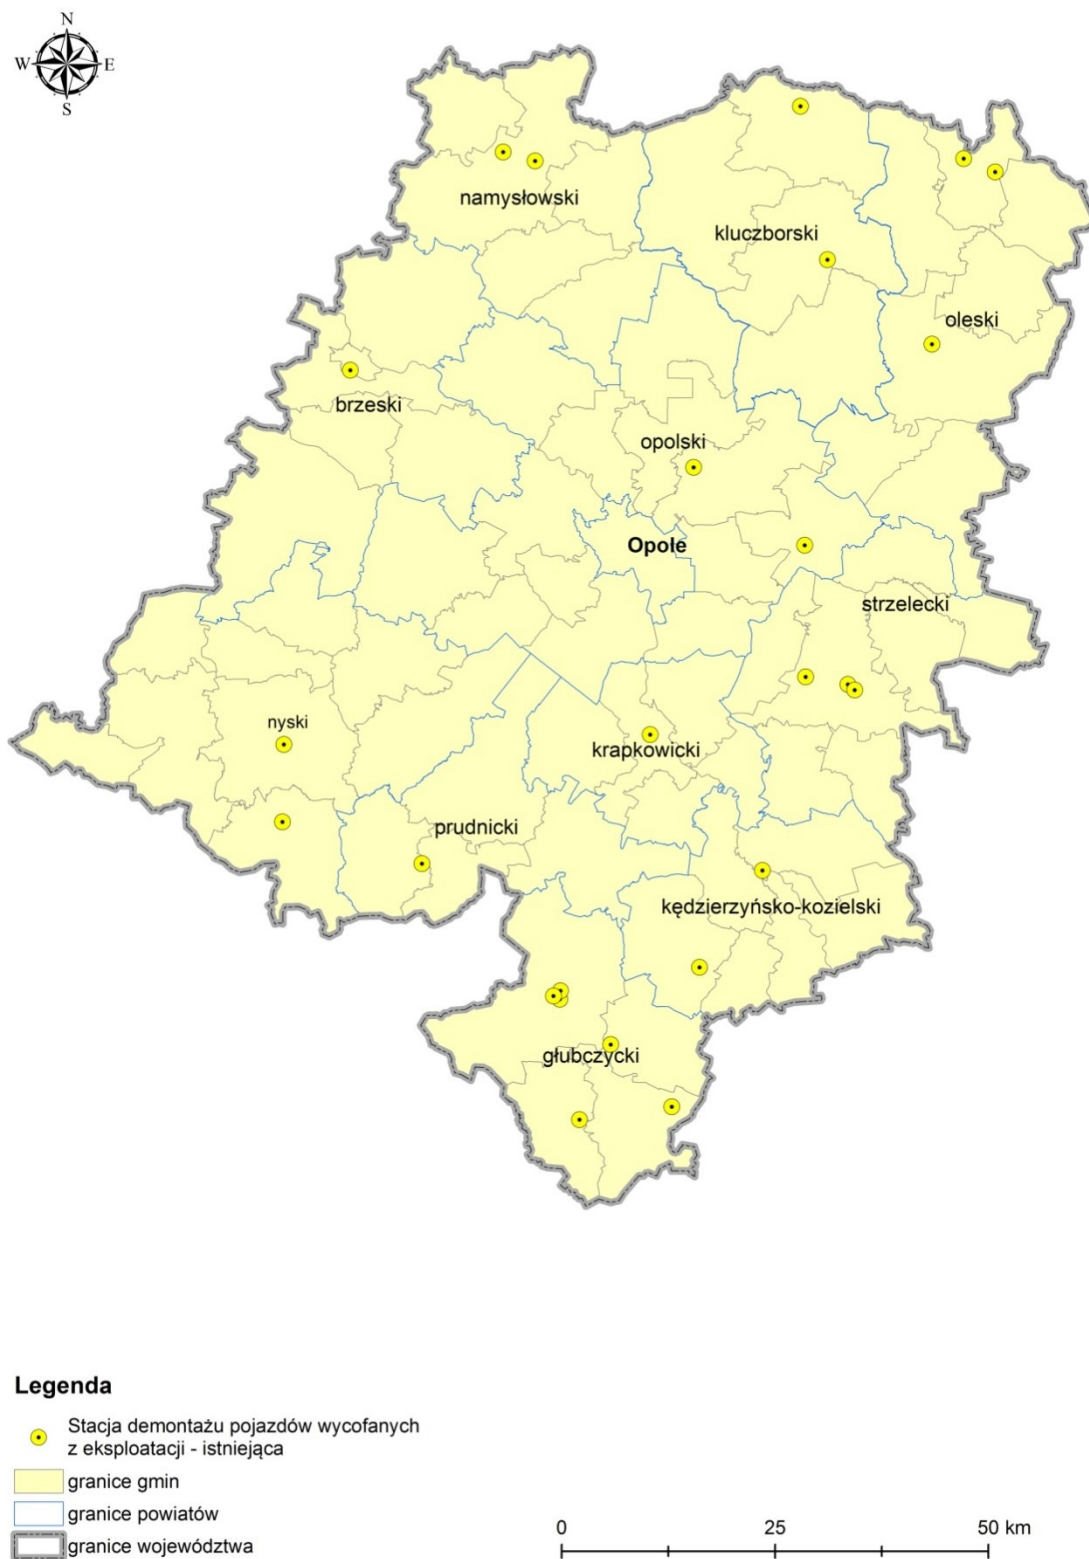 N
W E
S
namysłowski
kluczborski
oleski
brzeski
opolski
Opole
strzelecki
nyski
krapkowicki
prudnicki
kędzierzyńsko-kozielski
głubczycki
Legenda
Stacja demontażu pojazdów wycofanych
z eksploatacji - istniejąca
granice gmin
granice powiatów
granice województwa
0 25 50 km